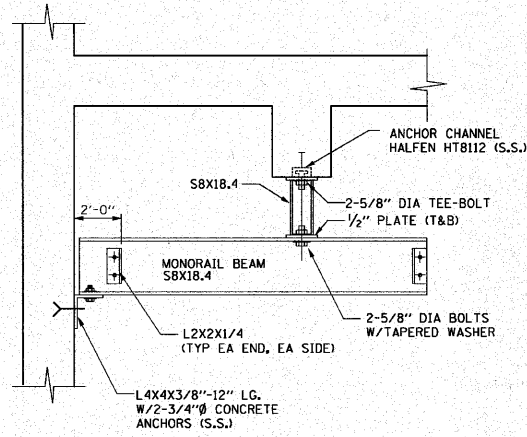 ANCHOR CHANNEL
HALFEN HT8112 (S.S.)
S8X18.4
2-5/8" DIA TEE-BOLT
1/2" PLATE (T&B)
2'-0"
MONORAIL BEAM
S8X18.4
2-5/8" DIA BOLTS
W/TAPERED WASHER
L2X2X1/4
(TYP EA END, EA SIDE)
L4X4X3/8"-12" LG.
W/2-3/4"Ø CONCRETE
ANCHORS (S.S.)